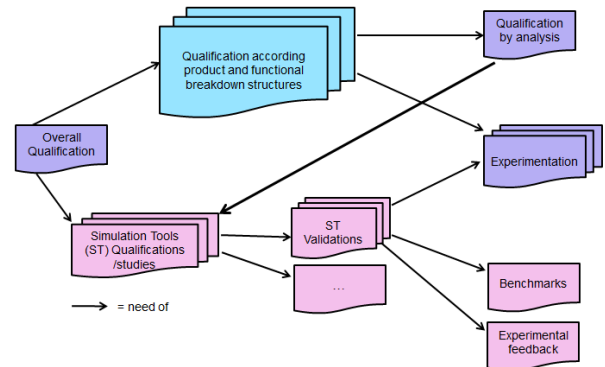 Qualification according
product and functional
breakdown structures
Qualification
by analysis
Overall
Qualification
Experimentation
Simulation Tools
(ST) Qualifications
/studies
ST
Validations
...
Benchmarks
Experimental
feedback
= need of